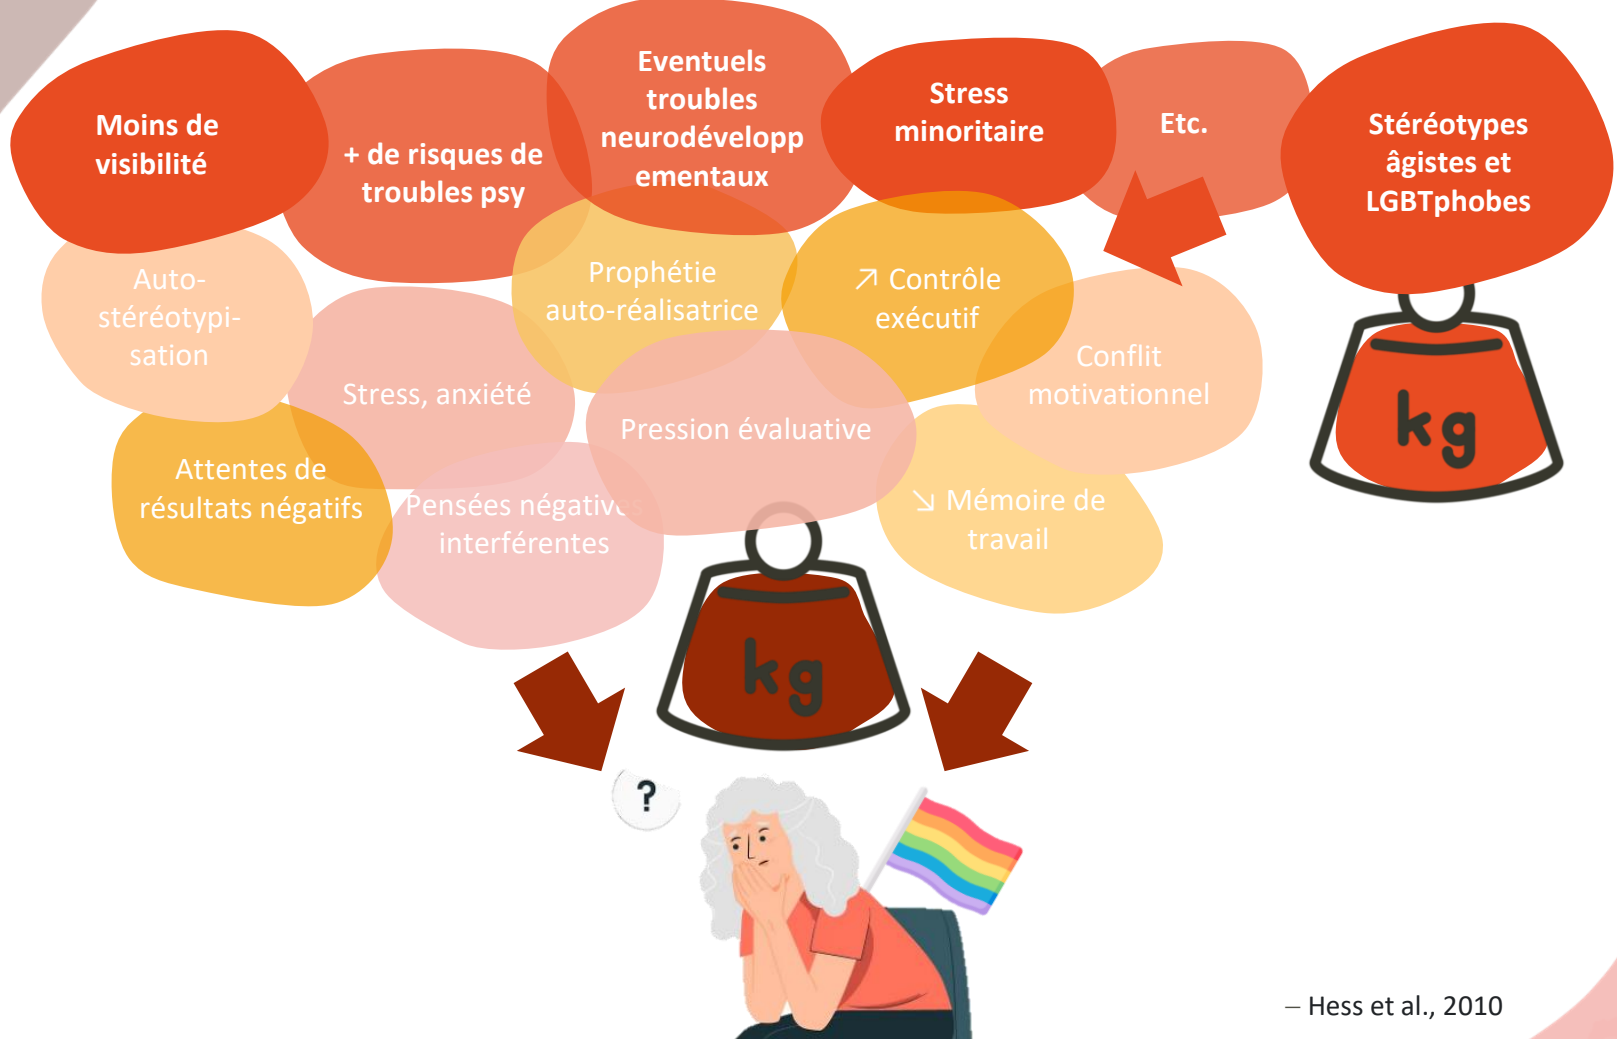 Moins de
visibilité
+ de risques de
troubles psy
Eventuels
troubles
neurodévelopp
ementaux
Stress
minoritaire
Etc.
Stéréotypes
âgistes et
LGBTphobes
Auto-
stéréotypi-
sation
Stress, anxiété
Prophétie
auto-réalisatrice
↗ Contrôle
exécutif
Conflit
motivationnel
Pression évaluative
Attentes de
résultats négatifs
Pensées négatives
interférentes
↘ Mémoire de
travail
kg
kg
?
– Hess et al., 2010